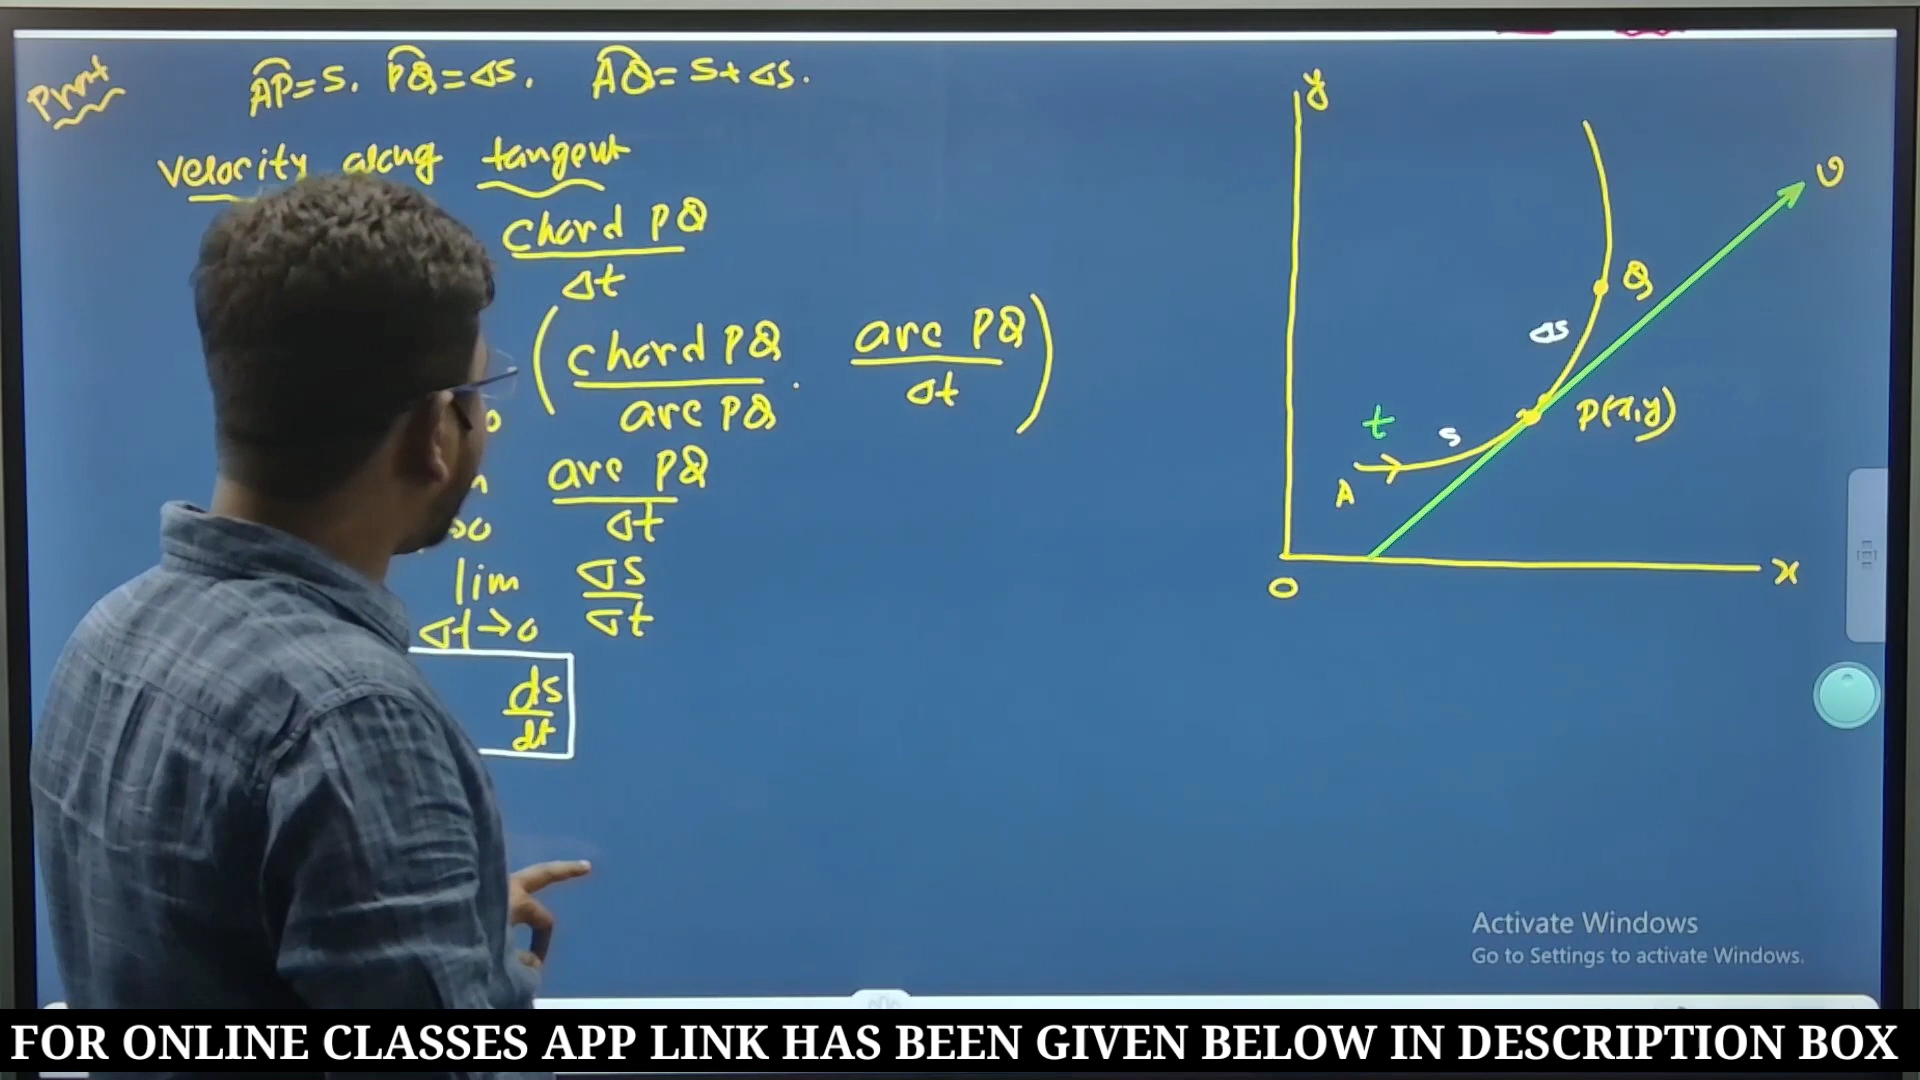 Proof
AP = S. PQ = ΔS. AQ = S + ΔS.
Velocity along tangent
chord PQ
Δt
( chord PQ . arc PQ )
0 arc PQ Δt
arc PQ
→0 Δt
lim ΔS
Δt→0 Δt
ds
dt
y
U
Q
ΔS
P(x,y)
t
S
A
O
x
Activate Windows
Go to Settings to activate Windows.
FOR ONLINE CLASSES APP LINK HAS BEEN GIVEN BELOW IN DESCRIPTION BOX